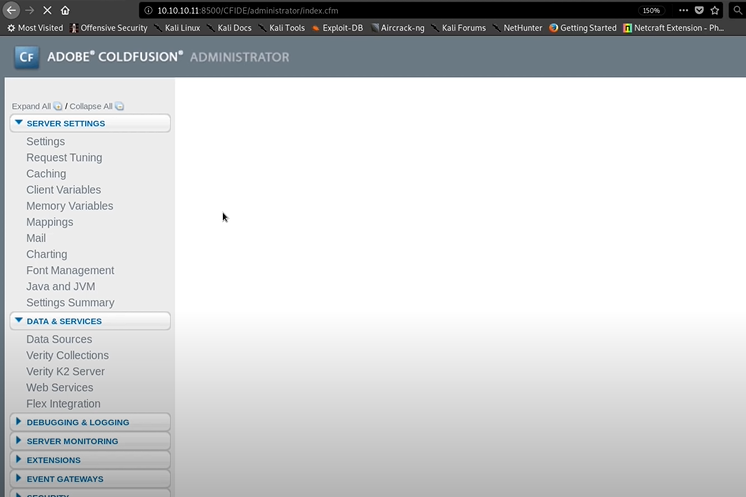 10.10.10.11:8500/CFIDE/administrator/index.cfm 150%
Most Visited Offensive Security Kali Linux Kali Docs Kali Tools Exploit-DB Aircrack-ng Kali Forums NetHunter Getting Started Netcraft Extension - Ph...
CF ADOBE® COLDFUSION® ADMINISTRATOR
Expand All / Collapse All
SERVER SETTINGS
Settings
Request Tuning
Caching
Client Variables
Memory Variables
Mappings
Mail
Charting
Font Management
Java and JVM
Settings Summary
DATA & SERVICES
Data Sources
Verity Collections
Verity K2 Server
Web Services
Flex Integration
DEBUGGING & LOGGING
SERVER MONITORING
EXTENSIONS
EVENT GATEWAYS
SECURITY